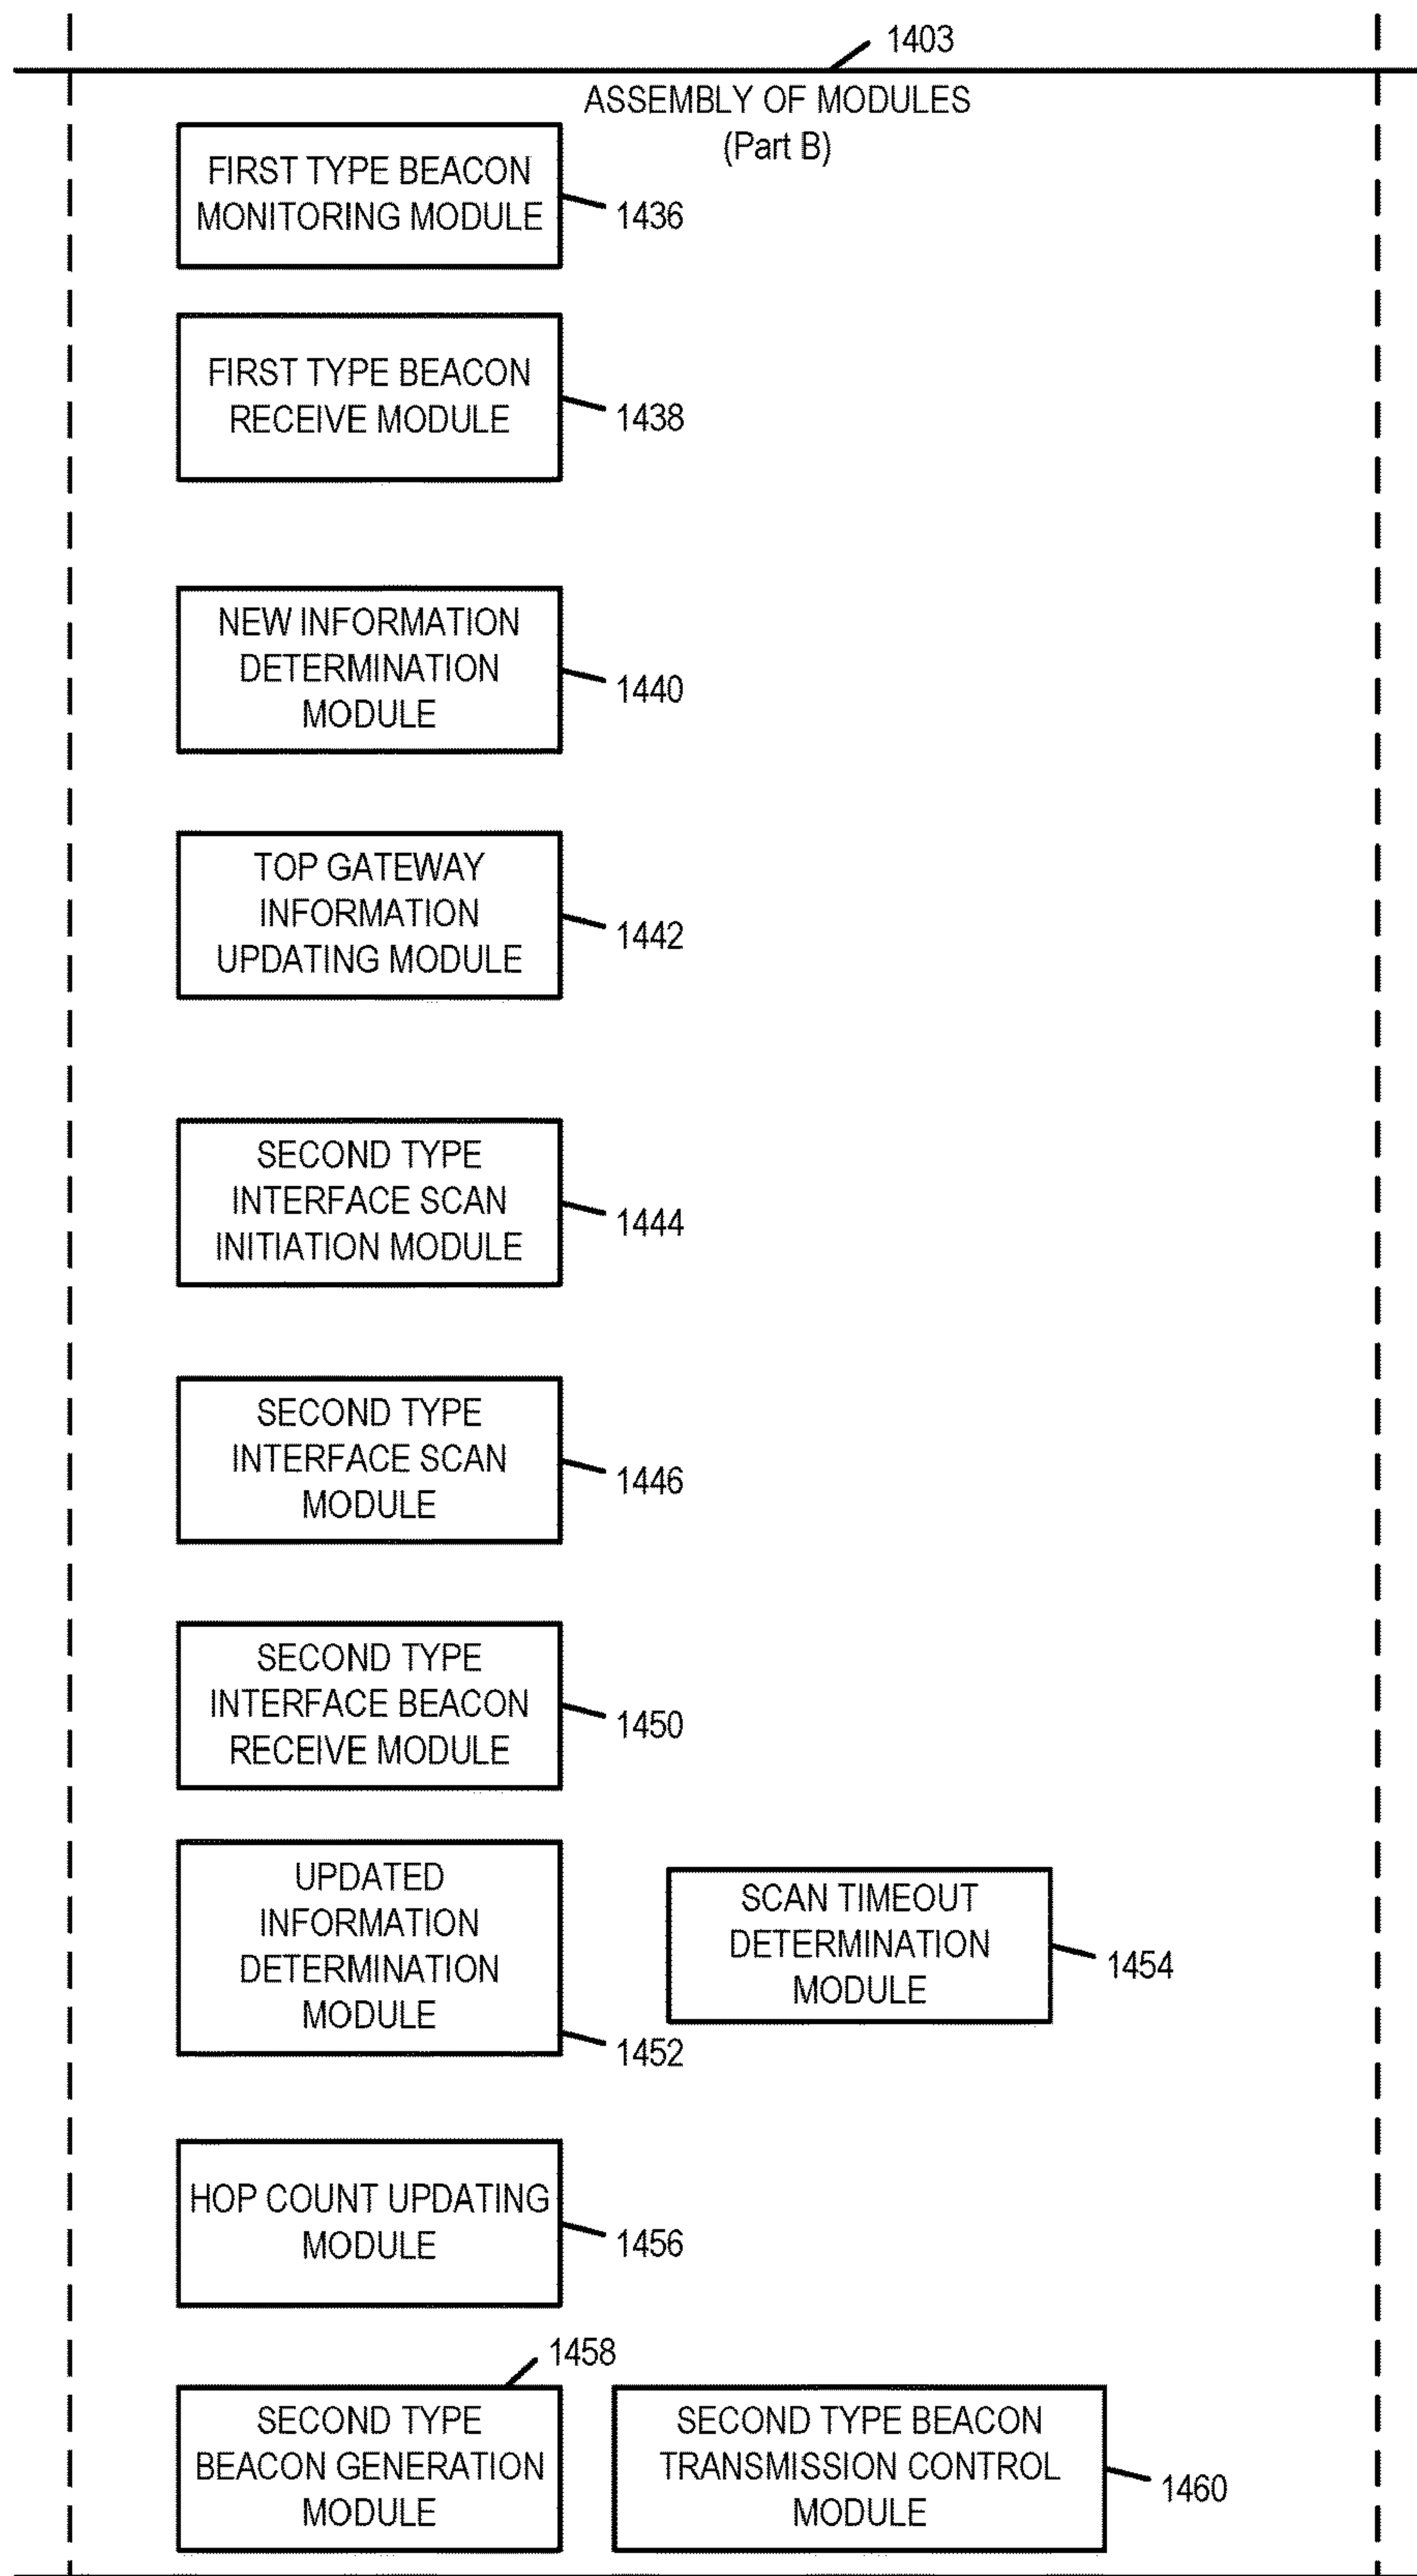 1403
ASSEMBLY OF MODULES
(Part B)
FIRST TYPE BEACON
MONITORING MODULE
1436
FIRST TYPE BEACON
RECEIVE MODULE
1438
NEW INFORMATION
DETERMINATION
MODULE
1440
TOP GATEWAY
INFORMATION
UPDATING MODULE
1442
SECOND TYPE
INTERFACE SCAN
INITIATION MODULE
1444
SECOND TYPE
INTERFACE SCAN
MODULE
1446
SECOND TYPE
INTERFACE BEACON
RECEIVE MODULE
1450
UPDATED
INFORMATION
DETERMINATION
MODULE
1452
SCAN TIMEOUT
DETERMINATION
MODULE
1454
HOP COUNT UPDATING
MODULE
1456
1458
SECOND TYPE
BEACON GENERATION
MODULE
SECOND TYPE BEACON
TRANSMISSION CONTROL
MODULE
1460